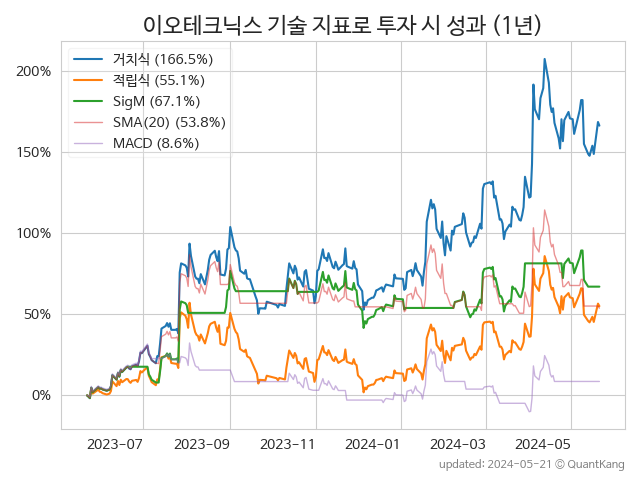 이오테크닉스 기술 지표로 투자 시 성과 (1년)
거치식 (166.5%)
적립식 (55.1%)
SigM (67.1%)
SMA(20) (53.8%)
MACD (8.6%)
200%
150%
100%
50%
0%
2023-07 2023-09 2023-11 2024-01 2024-03 2024-05
updated: 2024-05-21 © QuantKang